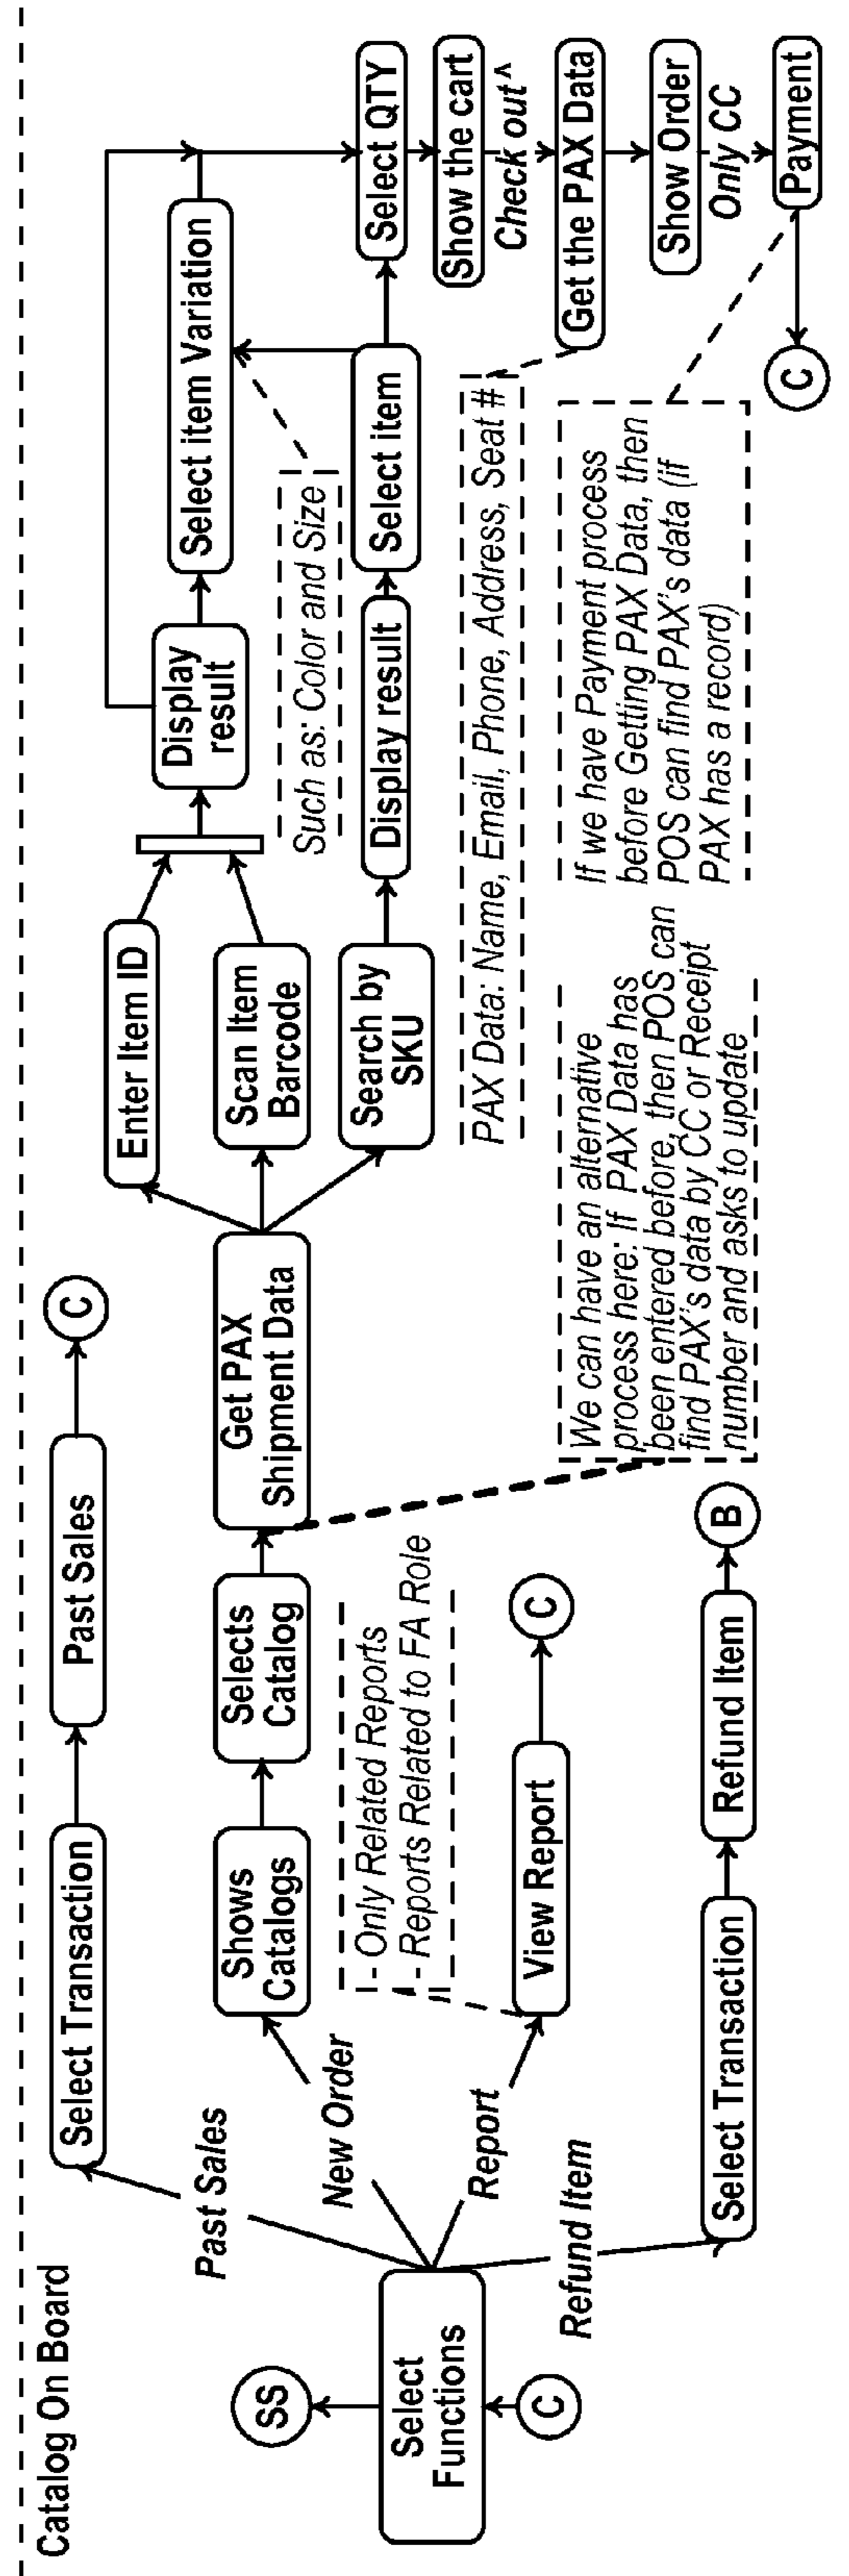 Catalog On Board
SS
Select
Functions
C
Past Sales
New Order
Report
Refund Item
Select Transaction
Past Sales
C
Shows
Catalogs
Selects
Catalog
Get PAX
Shipment Data
Enter Item ID
Scan Item
Barcode
Search by
SKU
Display
result
Select item Variation
Such as: Color and Size
Display result
Select item
Select QTY
Show the cart
Check out^
Get the PAX Data
Show Order
Only CC
Payment
C
PAX Data: Name, Email, Phone, Address, Seat #
If we have Payment process
before Getting PAX Data, then
POS can find PAX's data (if
PAX has a record)
We can have an alternative
process here: If PAX Data has
been entered before, then POS can
find PAX's data by CC or Receipt
number and asks to update
- Only Related Reports
- Reports Related to FA Role
View Report
C
Select Transaction
Refund Item
B